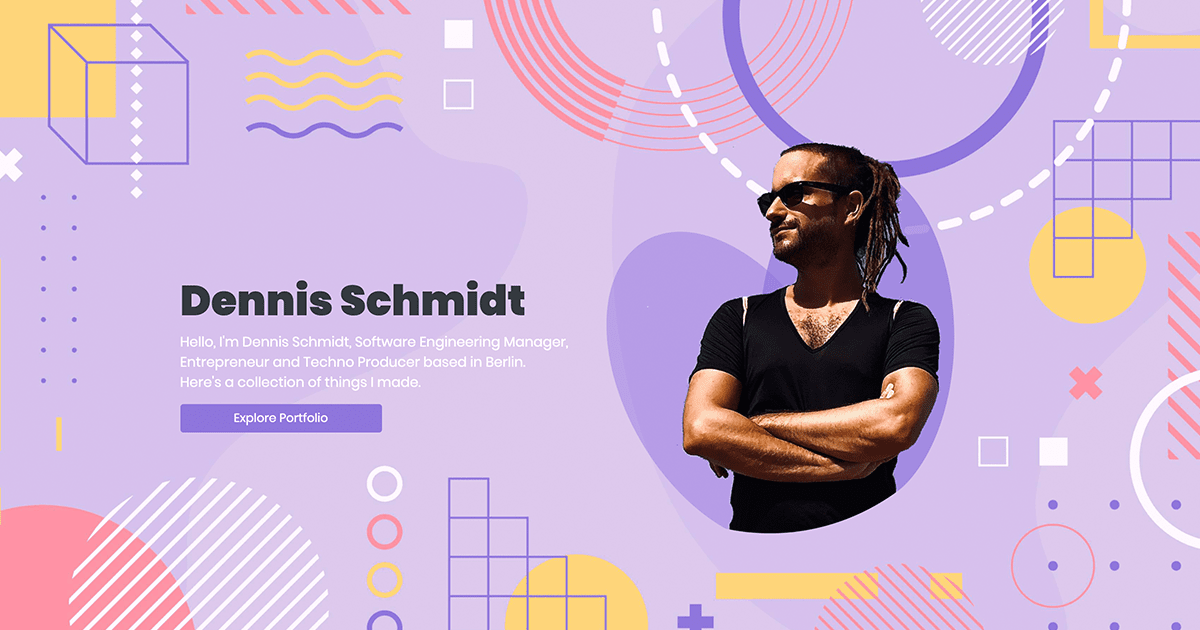 Dennis Schmidt
Hello, I'm Dennis Schmidt, Software Engineering Manager,
Entrepreneur and Techno Producer based in Berlin.
Here's a collection of things I made.
Explore Portfolio